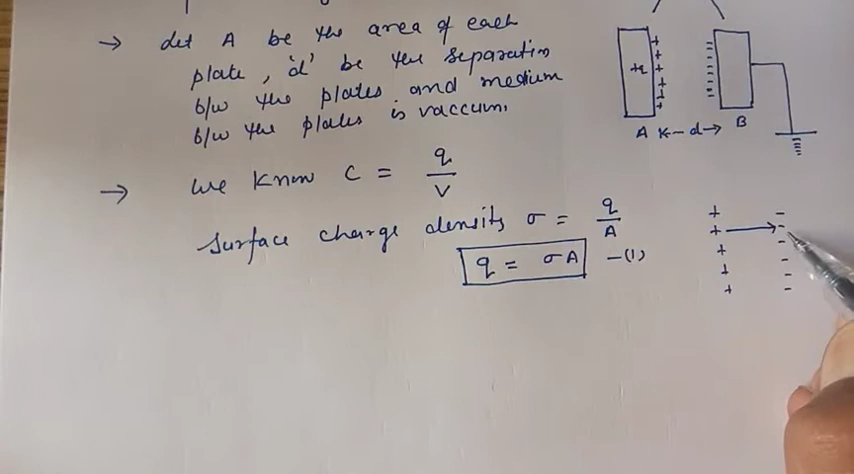 → Let A be the area of each
plate, 'd' be the separation
b/w the plates and medium
b/w the plates is vaccum.
→ We know C = q/V
Surface charge density σ = q/A
q = σA —(1)
+ + + + + +
+q
- - - - - - -
A K- d → B
+ -
+ → -
+ -
+ -
+ -